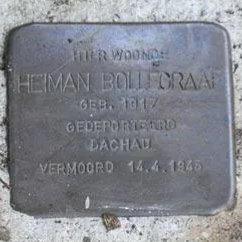 HIER WOONDE
HEIMAN BOLLEGRAAF
GEB. 1917
GEDEPORTEERD
DACHAU
VERMOORD 14.4.1945